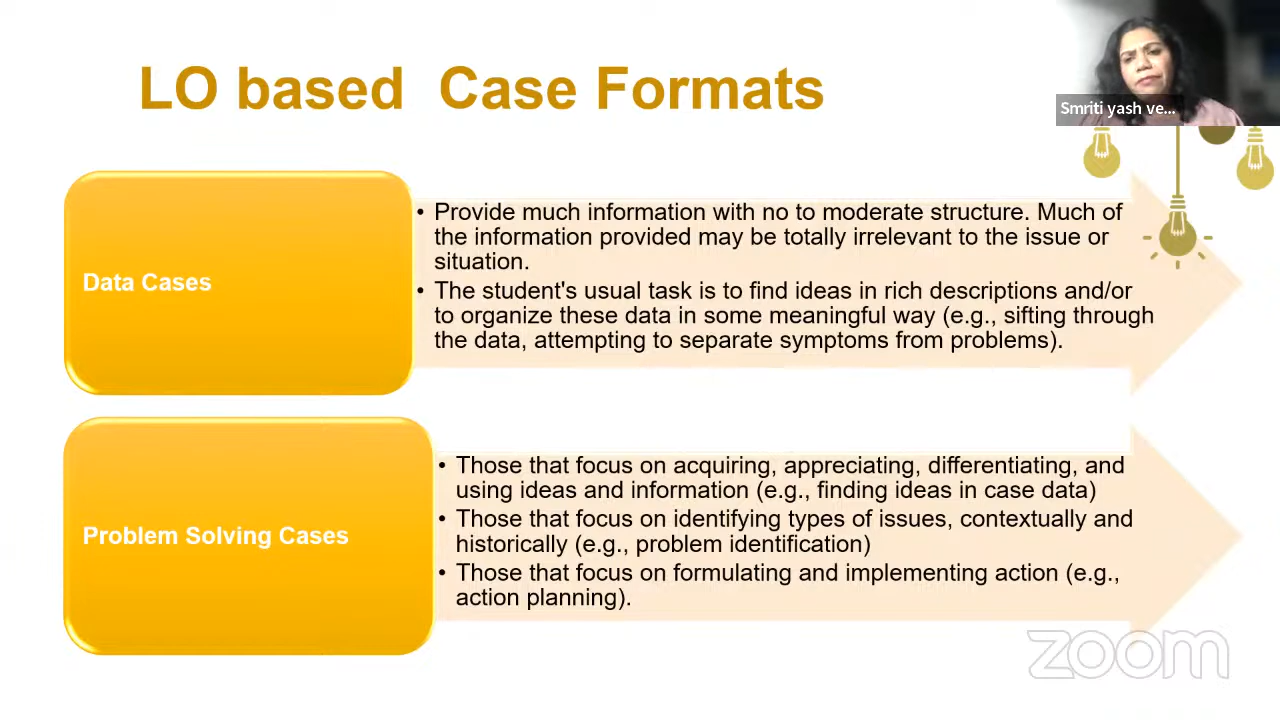 LO based Case Formats
Smriti yash ve...
Data Cases
• Provide much information with no to moderate structure. Much of
the information provided may be totally irrelevant to the issue or
situation.
• The student's usual task is to find ideas in rich descriptions and/or
to organize these data in some meaningful way (e.g., sifting through
the data, attempting to separate symptoms from problems).
Problem Solving Cases
• Those that focus on acquiring, appreciating, differentiating, and
using ideas and information (e.g., finding ideas in case data)
• Those that focus on identifying types of issues, contextually and
historically (e.g., problem identification)
• Those that focus on formulating and implementing action (e.g.,
action planning).
zoom